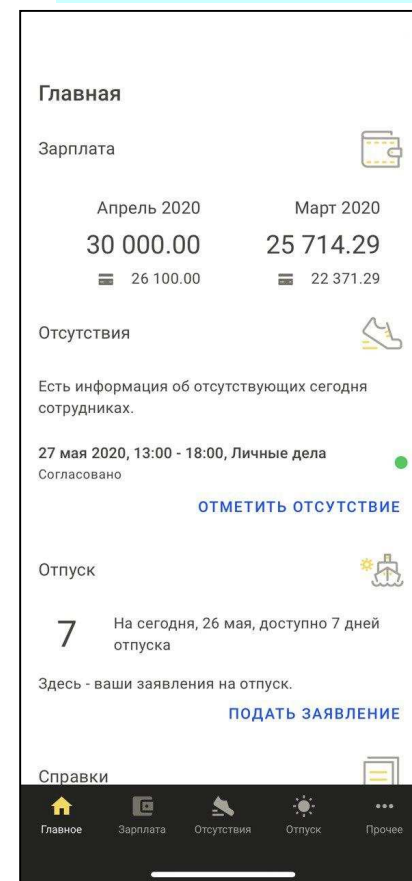 Главная
Зарплата
Апрель 2020 Март 2020
30 000.00 25 714.29
26 100.00 22 371.29
Отсутствия
Есть информация об отсутствующих сегодня
сотрудниках.
27 мая 2020, 13:00 - 18:00, Личные дела
Согласовано
ОТМЕТИТЬ ОТСУТСТВИЕ
Отпуск
7 На сегодня, 26 мая, доступно 7 дней
отпуска
Здесь - ваши заявления на отпуск.
ПОДАТЬ ЗАЯВЛЕНИЕ
Справки
Главное Зарплата Отсутствия Отпуск Прочее